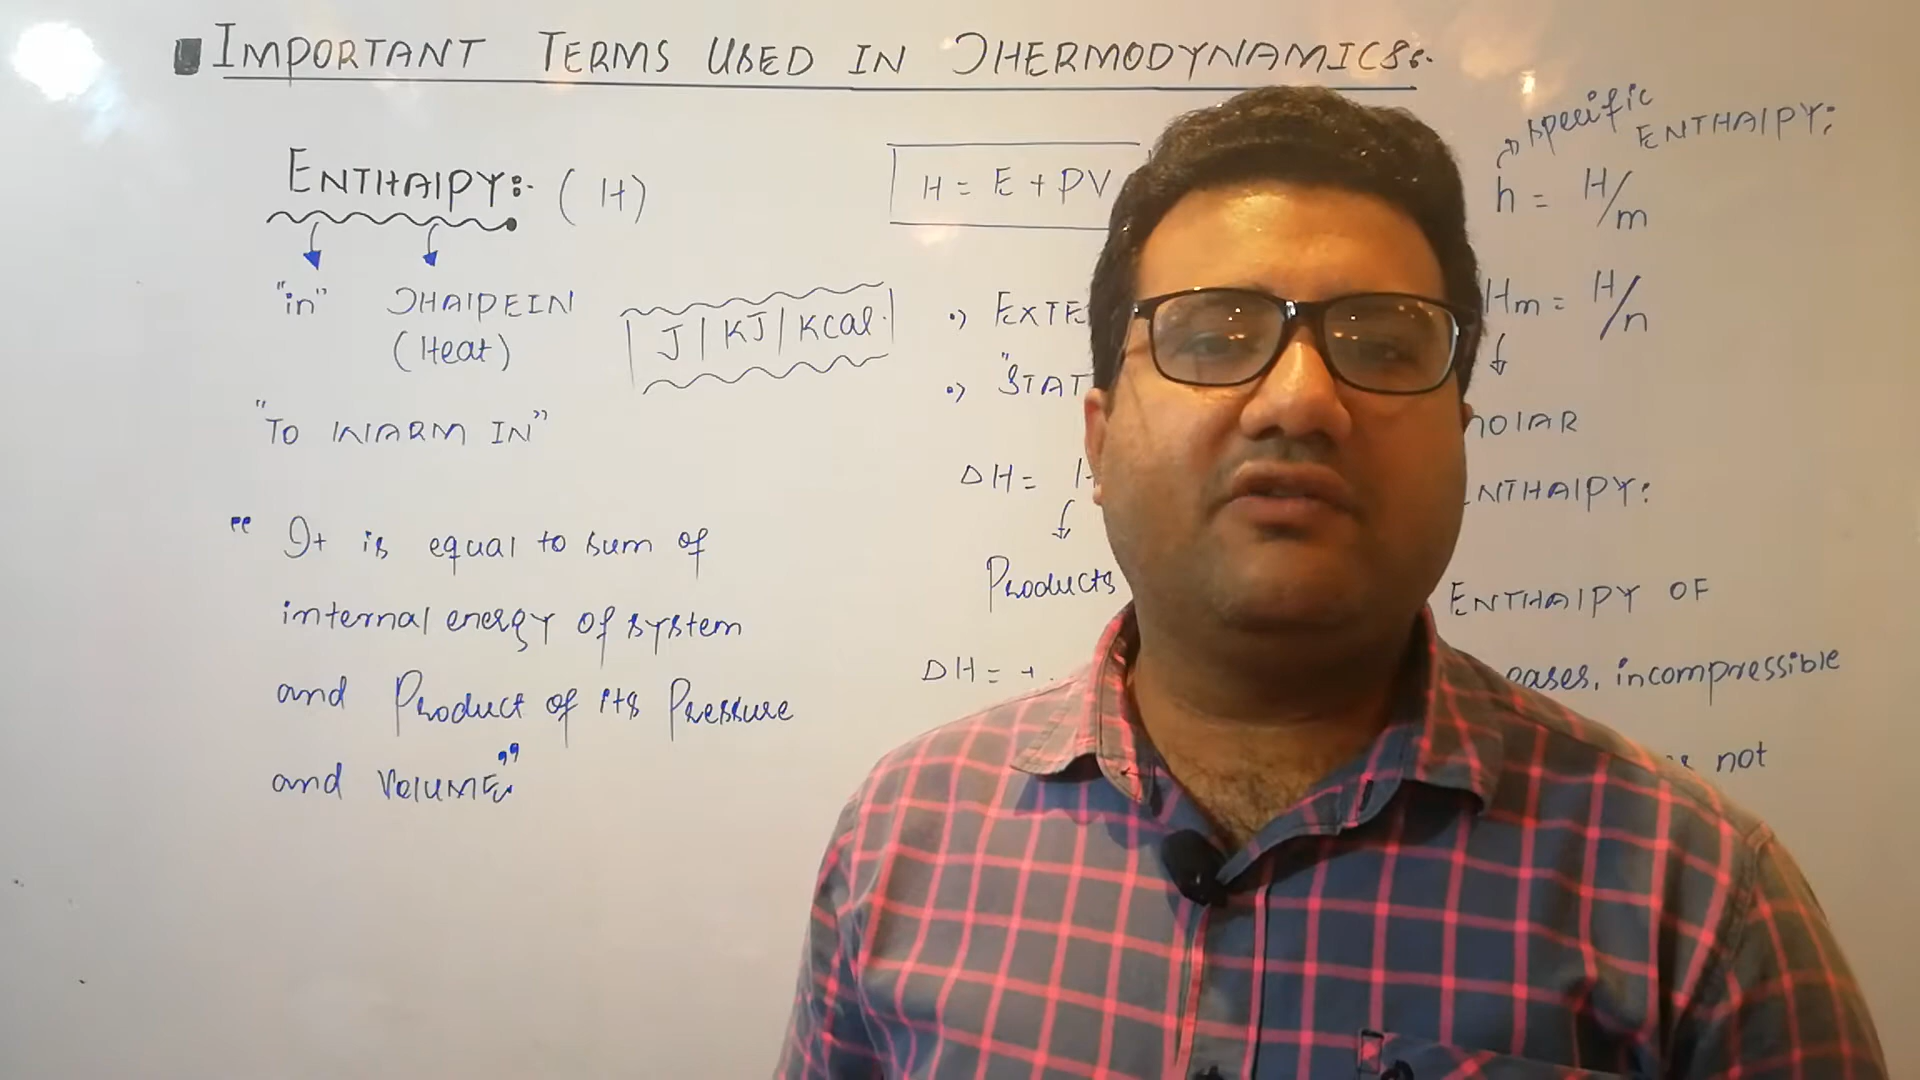 IMPORTANT TERMS USED IN THERMODYNAMICS:-
ENTHALPY:- (H)
"in" THALPEIN
(Heat)
"TO WARM IN"
J | KJ | Kcal.
" It is equal to sum of
internal energy of system
and Product of its Pressure
and VOLUME"
H = E + PV
•) EXTE
•) "STAT
ΔH =
Products
ΔH = +.
specific
ENTHALPY:
h = H/m
Hm = H/n
MOLAR
ENTHALPY:
ENTHALPY OF
incompressible
not